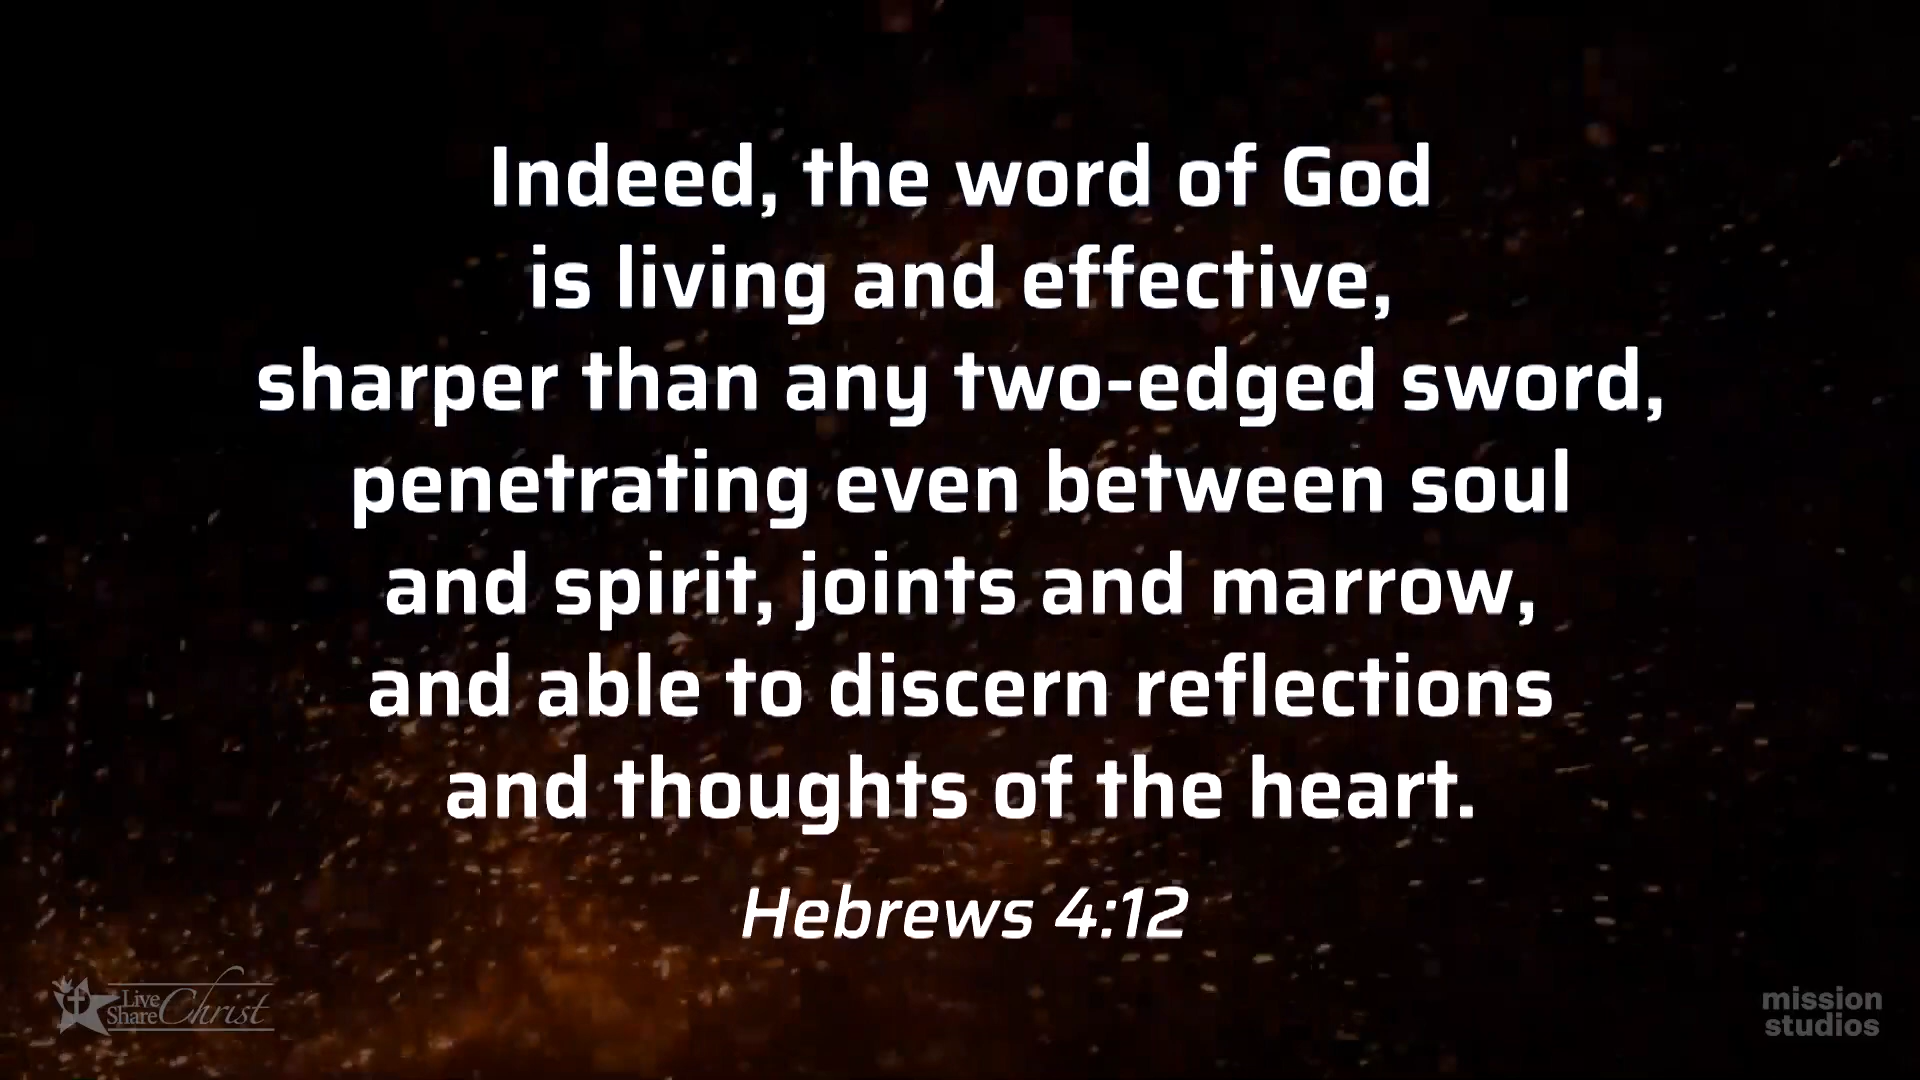 Indeed, the word of God
is living and effective,
sharper than any two-edged sword,
penetrating even between soul
and spirit, joints and marrow,
and able to discern reflections
and thoughts of the heart.
Hebrews 4:12
Live
Share Christ
mission
studios